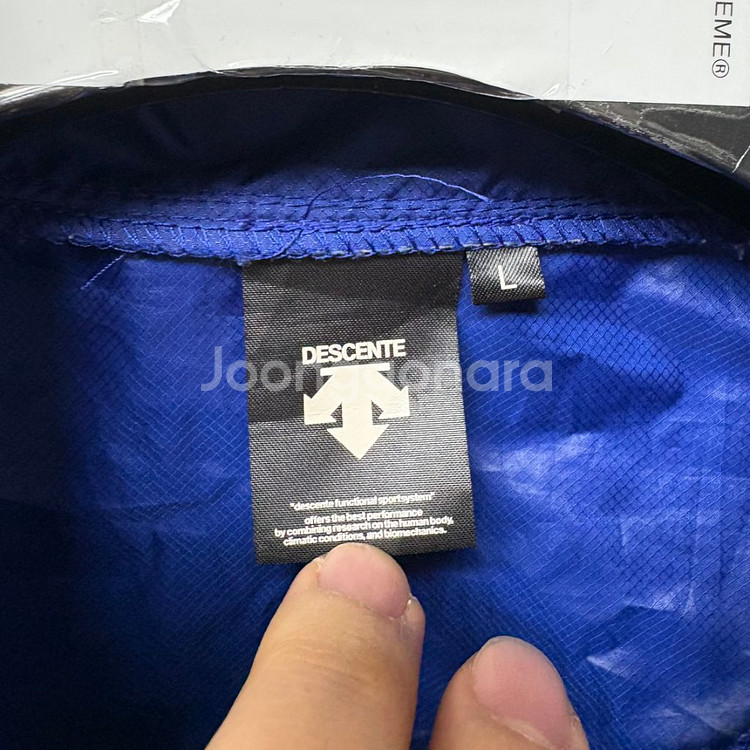 EME®
L
DESCENTE
Joonggonara
"descente functional sportsystem"
offers the best performance
by combining research on the human body,
climatic conditions, and biomechanics.